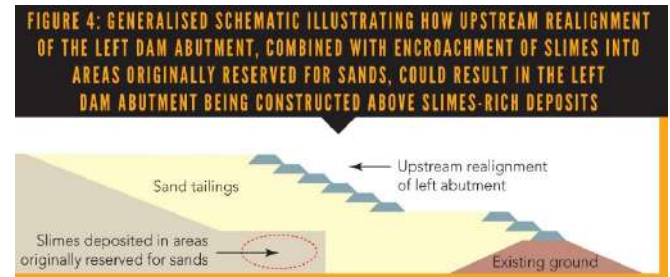 FIGURE 4: GENERALISED SCHEMATIC ILLUSTRATING HOW UPSTREAM REALIGNMENT
OF THE LEFT DAM ABUTMENT, COMBINED WITH ENCROACHMENT OF SLIMES INTO
AREAS ORIGINALLY RESERVED FOR SANDS, COULD RESULT IN THE LEFT
DAM ABUTMENT BEING CONSTRUCTED ABOVE SLIMES-RICH DEPOSITS
Upstream realignment
of left abutment
Sand tailings
Slimes deposited in areas
originally reserved for sands
Existing ground